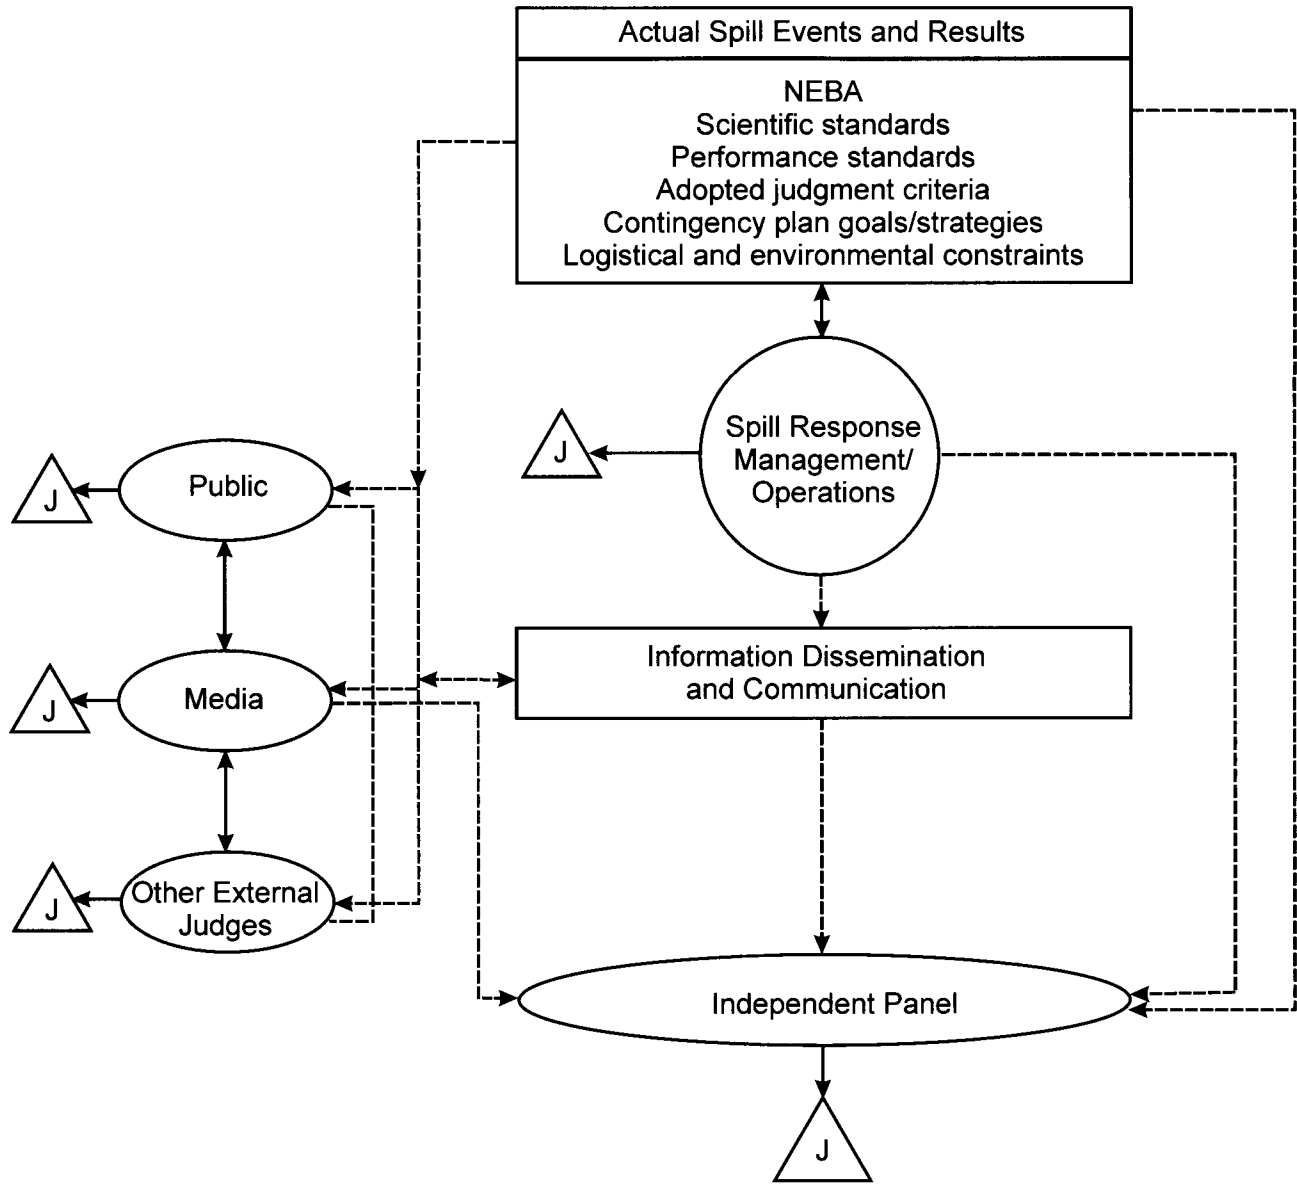 Actual Spill Events and Results
NEBA
Scientific standards
Performance standards
Adopted judgment criteria
Contingency plan goals/strategies
Logistical and environmental constraints
J
Spill Response
Management/
Operations
J
Public
Information Dissemination
and Communication
J
Media
J
Other External
Judges
Independent Panel
J